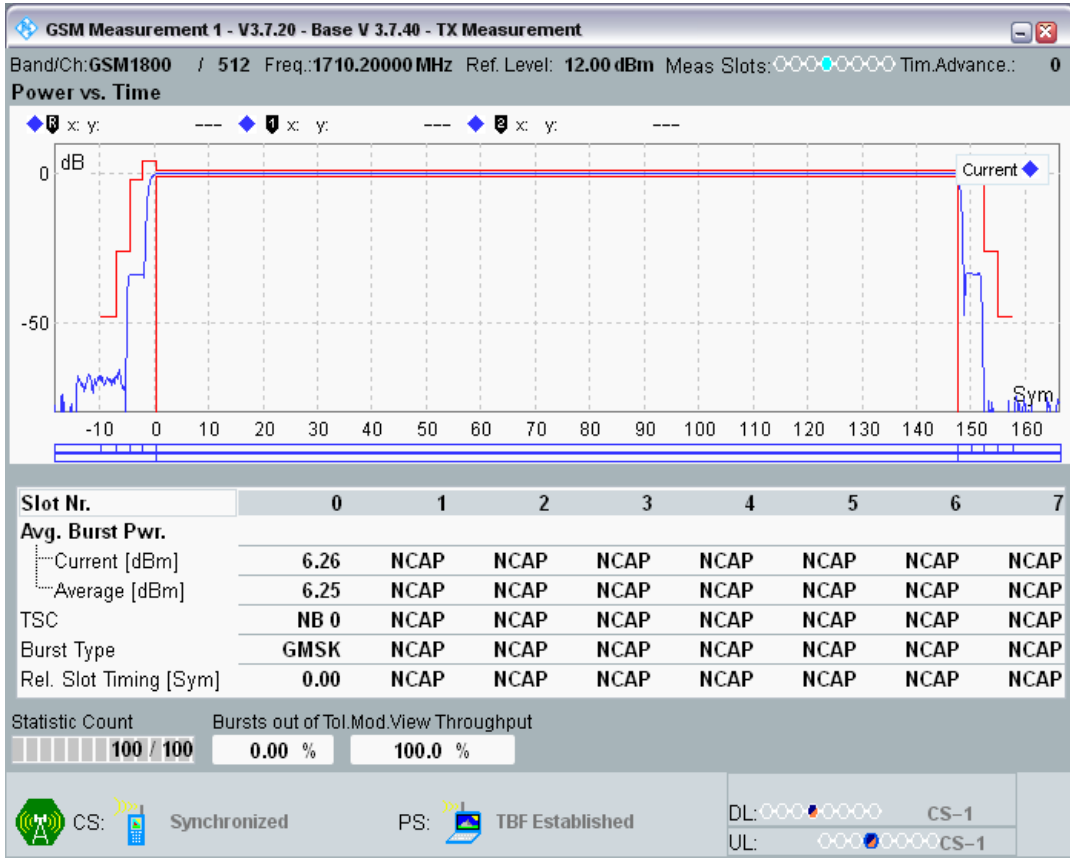 GSM Measurement 1 - V3.7.20 - Base V 3.7.40 - TX Measurement
Band/Ch:GSM1800 / 512 Freq.:1710.20000 MHz Ref. Level: 12.00 dBm Meas Slots: Tim.Advance.: 0
Power vs. Time
R x: y: --- 1 x: y: --- 2 x: y: ---
dB
Current
0
-50
Sym
-10 0 10 20 30 40 50 60 70 80 90 100 110 120 130 140 150 160
Slot Nr. 0 1 2 3 4 5 6 7
Avg. Burst Pwr.
Current [dBm] 6.26 NCAP NCAP NCAP NCAP NCAP NCAP NCAP
Average [dBm] 6.25 NCAP NCAP NCAP NCAP NCAP NCAP NCAP
TSC NB 0 NCAP NCAP NCAP NCAP NCAP NCAP NCAP
Burst Type GMSK NCAP NCAP NCAP NCAP NCAP NCAP NCAP
Rel. Slot Timing [Sym] 0.00 NCAP NCAP NCAP NCAP NCAP NCAP NCAP
Statistic Count Bursts out of Tol.Mod.View Throughput
100 / 100 0.00 % 100.0 %
CS: Synchronized PS: TBF Established
DL: CS-1
UL: CS-1